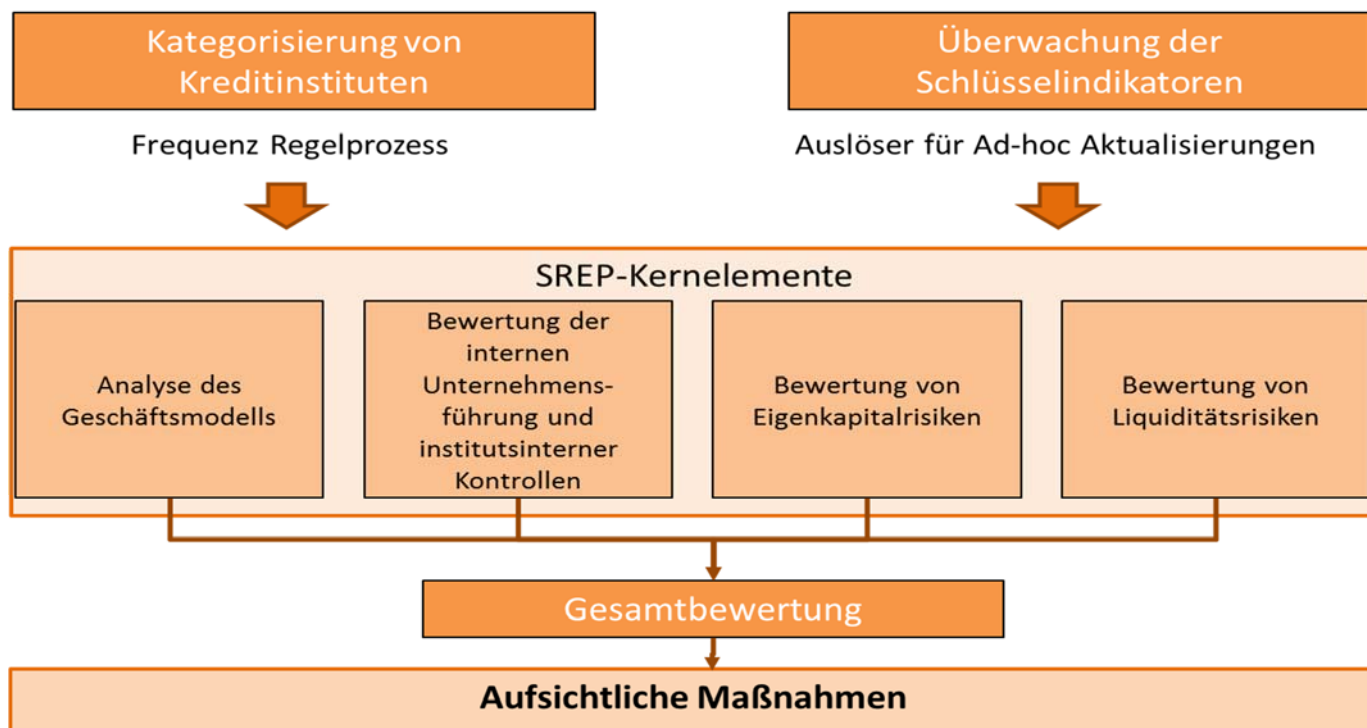 Kategorisierung von
Kreditinstituten
Überwachung der
Schlüsselindikatoren
Frequenz Regelprozess
Auslöser für Ad-hoc Aktualisierungen
SREP-Kernelemente
Analyse des
Geschäftsmodells
Bewertung der
internen
Unternehmens-
führung und
institutsinterner
Kontrollen
Bewertung von
Eigenkapitalrisiken
Bewertung von
Liquiditätsrisiken
Gesamtbewertung
Aufsichtliche Maßnahmen